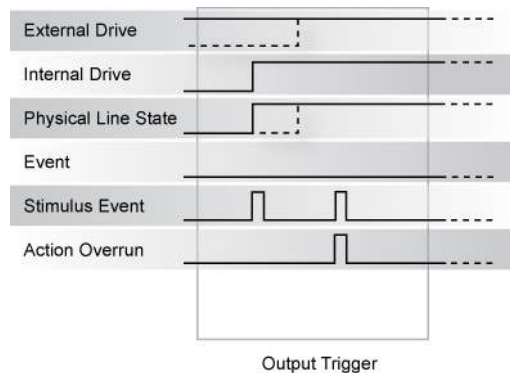 External Drive
Internal Drive
Physical Line State
Event
Stimulus Event
Action Overrun
Output Trigger